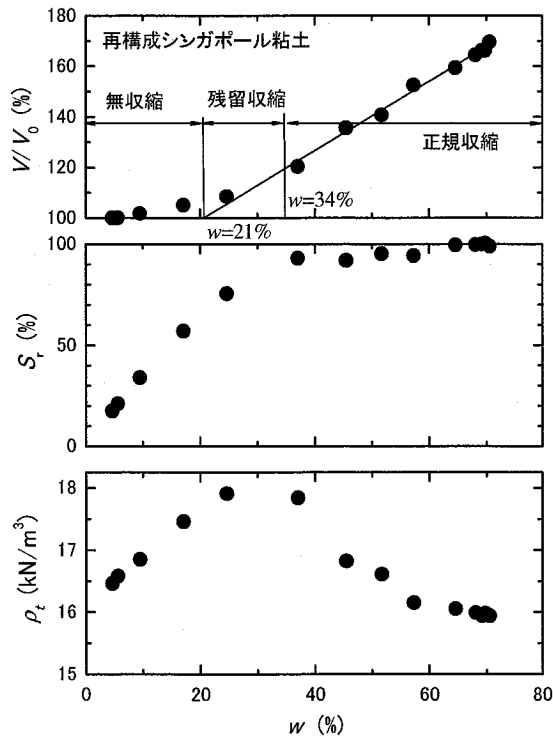 再構成シンガポール粘土
無収縮
残留収縮
正規収縮
w=34%
w=21%
V/V0 (%)
180
160
140
120
100
Sr (%)
100
50
0
ρt (kN/m³)
18
17
16
15
0 20 40 60 80
w (%)